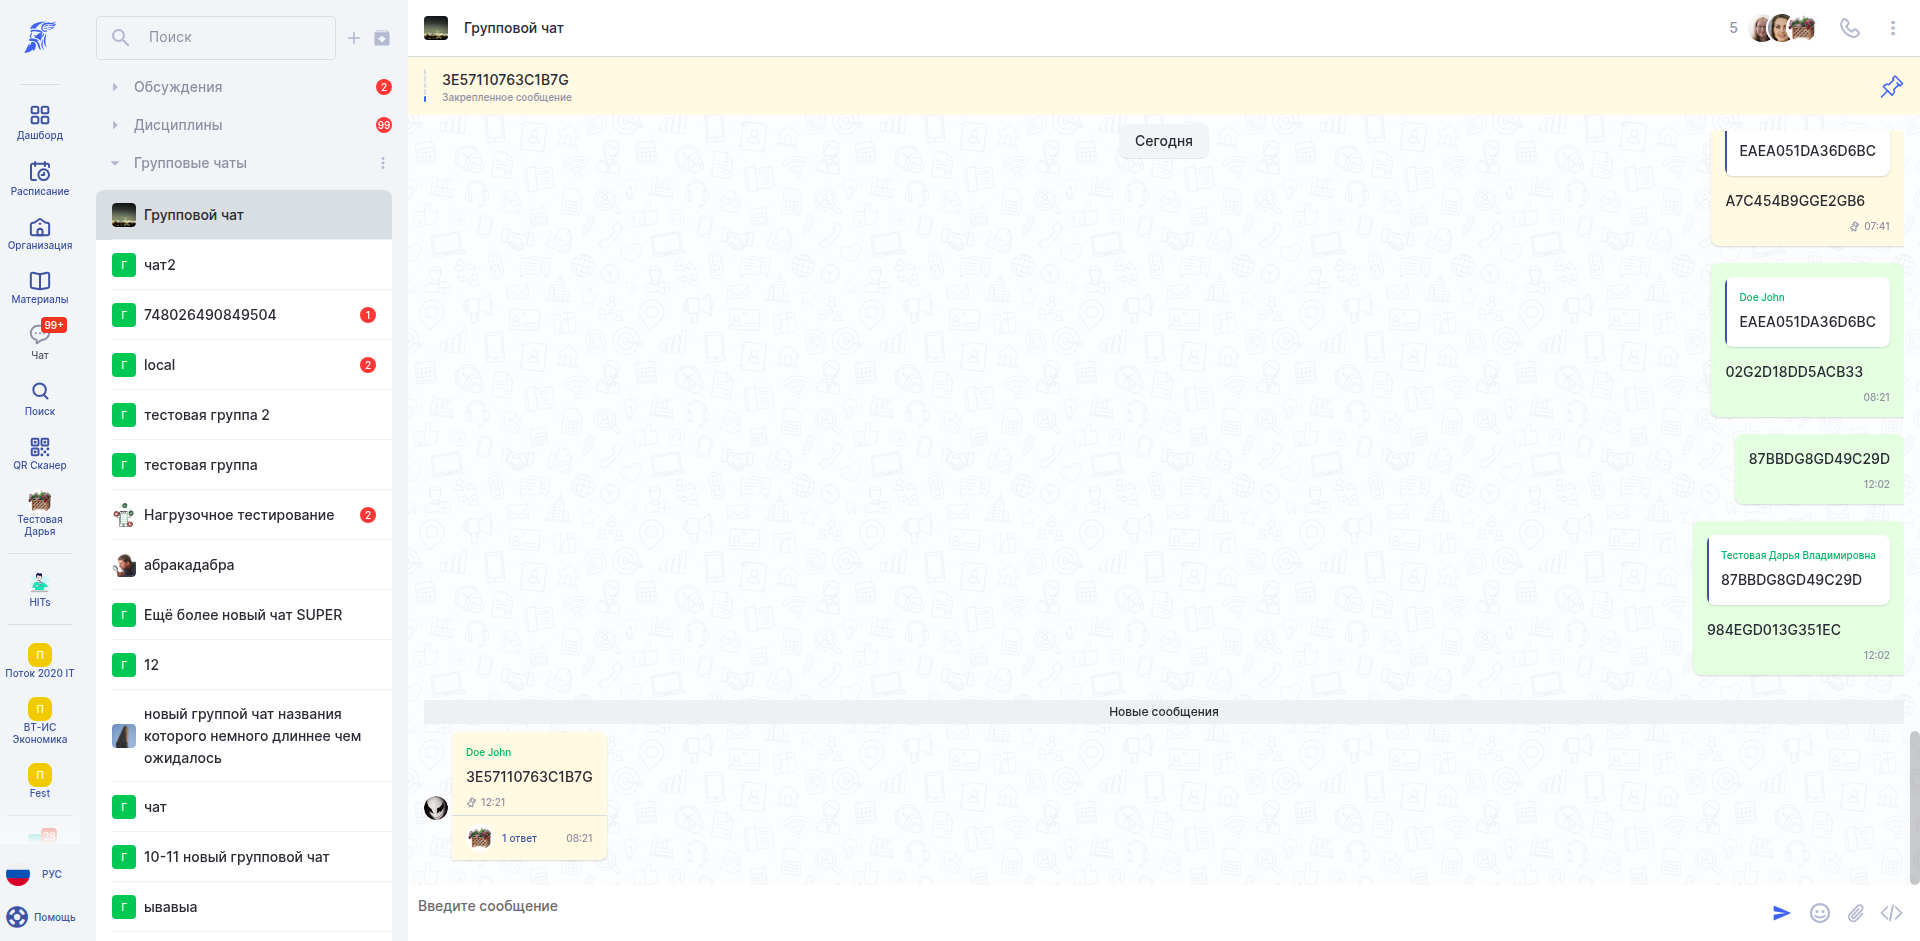 Дашборд
Расписание
Организация
Материалы
99+
Чат
Поиск
QR Сканер
Тестовая
Дарья
HITs
П
Поток 2020 IT
П
ВТ-ИС
Экономика
П
Fest
28
РУС
Помощь
Поиск
Обсуждения 2
Дисциплины 99
Групповые чаты
Групповой чат
Г чат2
Г 748026490849504 1
Г local 2
Г тестовая группа 2
Г тестовая группа
Нагрузочное тестирование 2
абракадабра
Г Ещё более новый чат SUPER
Г 12
новый группой чат названия
которого немного длиннее чем
ожидалось
Г чат
Г 10-11 новый групповой чат
Г ывавыа
Групповой чат 5
3E57110763C1B7G
Закрепленное сообщение
Сегодня
EAEA051DA36D6BC
A7C454B9GGE2GB6
07:41
Doe John
EAEA051DA36D6BC
02G2D18DD5ACB33
08:21
87BBDG8GD49C29D
12:02
Тестовая Дарья Владимировна
87BBDG8GD49C29D
984EGD013G351EC
12:02
Новые сообщения
Doe John
3E57110763C1B7G
12:21
1 ответ 08:21
Введите сообщение